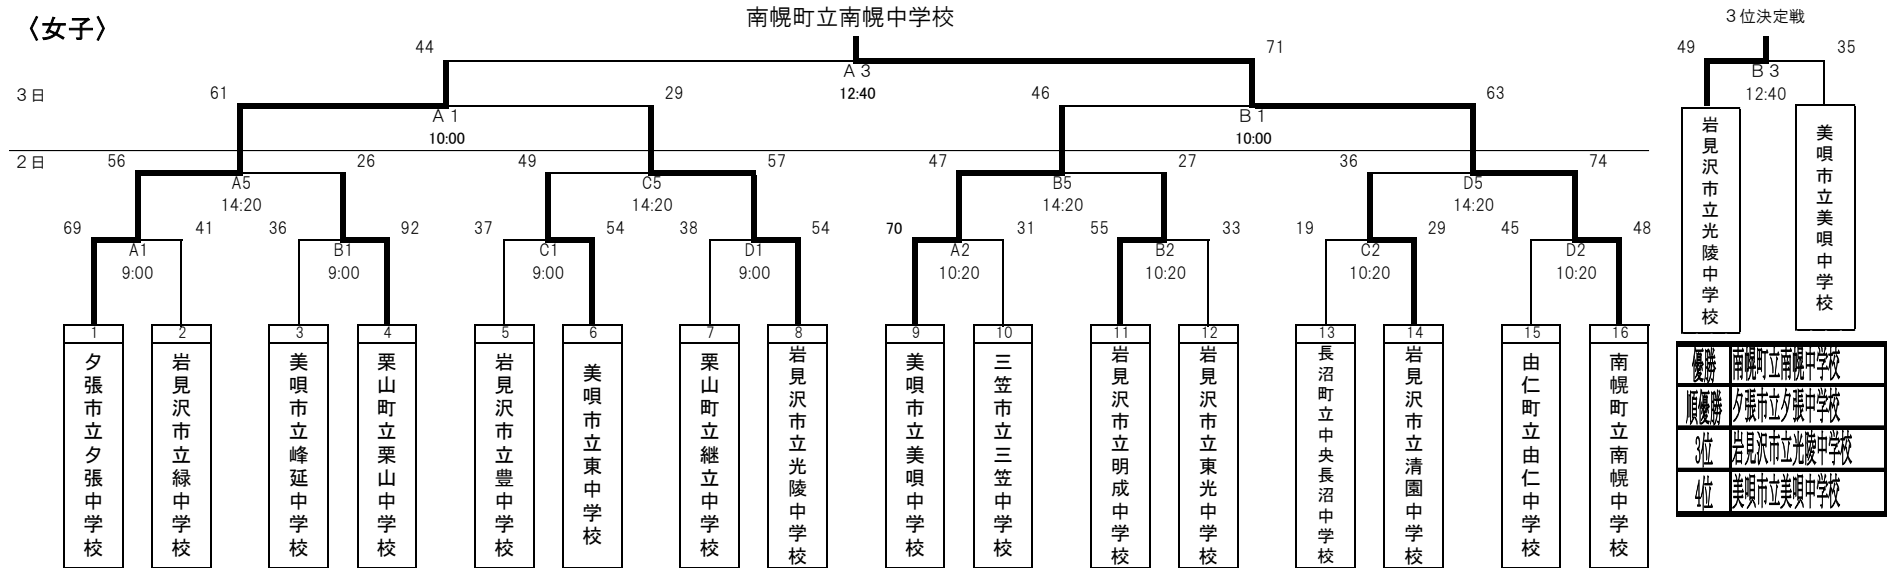 〈女子〉
南幌町立南幌中学校
44 71
A 3
12:40
3日
61 29 46 63
A 1 B 1
10:00 10:00
2日
56 26 49 57 47 27 36 74
A5 C5 B5 D5
14:20 14:20 14:20 14:20
69 41 36 92 37 54 38 54 70 31 55 33 19 29 45 48
A1 B1 C1 D1 A2 B2 C2 D2
9:00 9:00 9:00 9:00 10:20 10:20 10:20 10:20
1 2 3 4 5 6 7 8 9 10 11 12 13 14 15 16
夕張市立夕張中学校
岩見沢市立緑中学校
美唄市立峰延中学校
栗山町立栗山中学校
岩見沢市立豊中学校
美唄市立東中学校
栗山町立継立中学校
岩見沢市立光陵中学校
美唄市立美唄中学校
三笠市立三笠中学校
岩見沢市立明成中学校
岩見沢市立東光中学校
長沼町立中央長沼中学校
岩見沢市立清園中学校
由仁町立由仁中学校
南幌町立南幌中学校
3位決定戦
49 35
B 3
12:40
岩見沢市立光陵中学校
美唄市立美唄中学校
優勝 南幌町立南幌中学校
順優勝 夕張市立夕張中学校
3位 岩見沢市立光陵中学校
4位 美唄市立美唄中学校